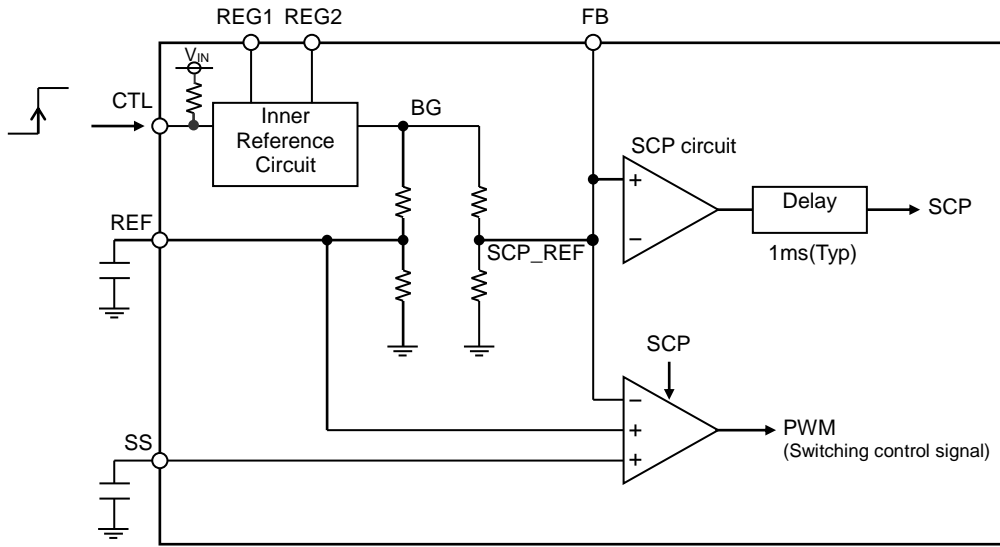 REG1 REG2 FB
VIN
CTL
Inner
Reference
Circuit
BG
SCP circuit
+
−
Delay
SCP
1ms(Typ)
REF
SCP_REF
SCP
−
+
+
PWM
(Switching control signal)
SS